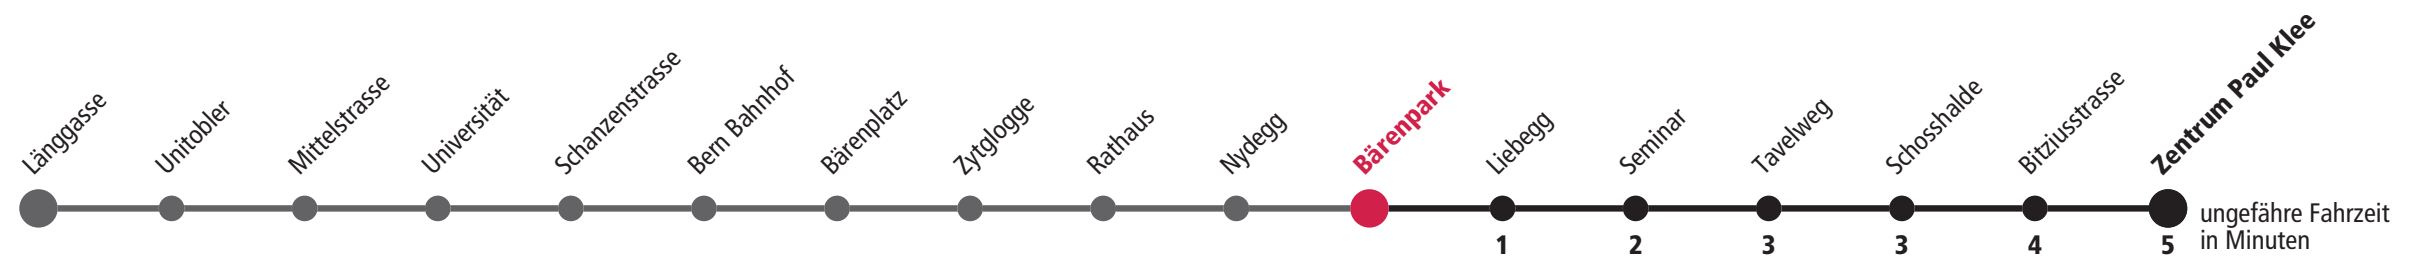 Länggasse
Unitobler
Mittelstrasse
Universität
Schanzenstrasse
Bern Bahnhof
Bärenplatz
Zytglogge
Rathaus
Nydegg
Bärenpark
Liebegg
Seminar
Tavelweg
Schosshalde
Bitziusstrasse
Zentrum Paul Klee
1 2 3 3 4 5
ungefähre Fahrzeit
in Minuten